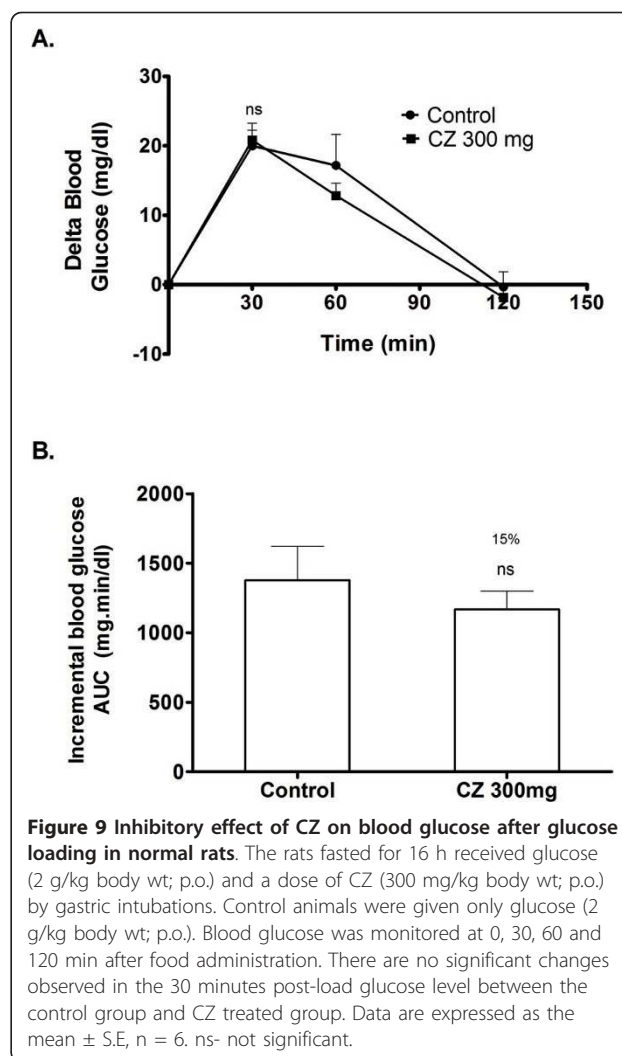 A.
30
20
10
0
-10
Delta Blood
Glucose (mg/dl)
ns
Control
CZ 300 mg
30
60
90
120
150
Time (min)
B.
2000
1500
1000
500
0
Incremental blood glucose
AUC (mg.min/dl)
15%
ns
Control
CZ 300mg
Figure 9 Inhibitory effect of CZ on blood glucose after glucose
loading in normal rats. The rats fasted for 16 h received glucose
(2 g/kg body wt; p.o.) and a dose of CZ (300 mg/kg body wt; p.o.)
by gastric intubations. Control animals were given only glucose (2
g/kg body wt; p.o.). Blood glucose was monitored at 0, 30, 60 and
120 min after food administration. There are no significant changes
observed in the 30 minutes post-load glucose level between the
control group and CZ treated group. Data are expressed as the
mean ± S.E, n = 6. ns- not significant.